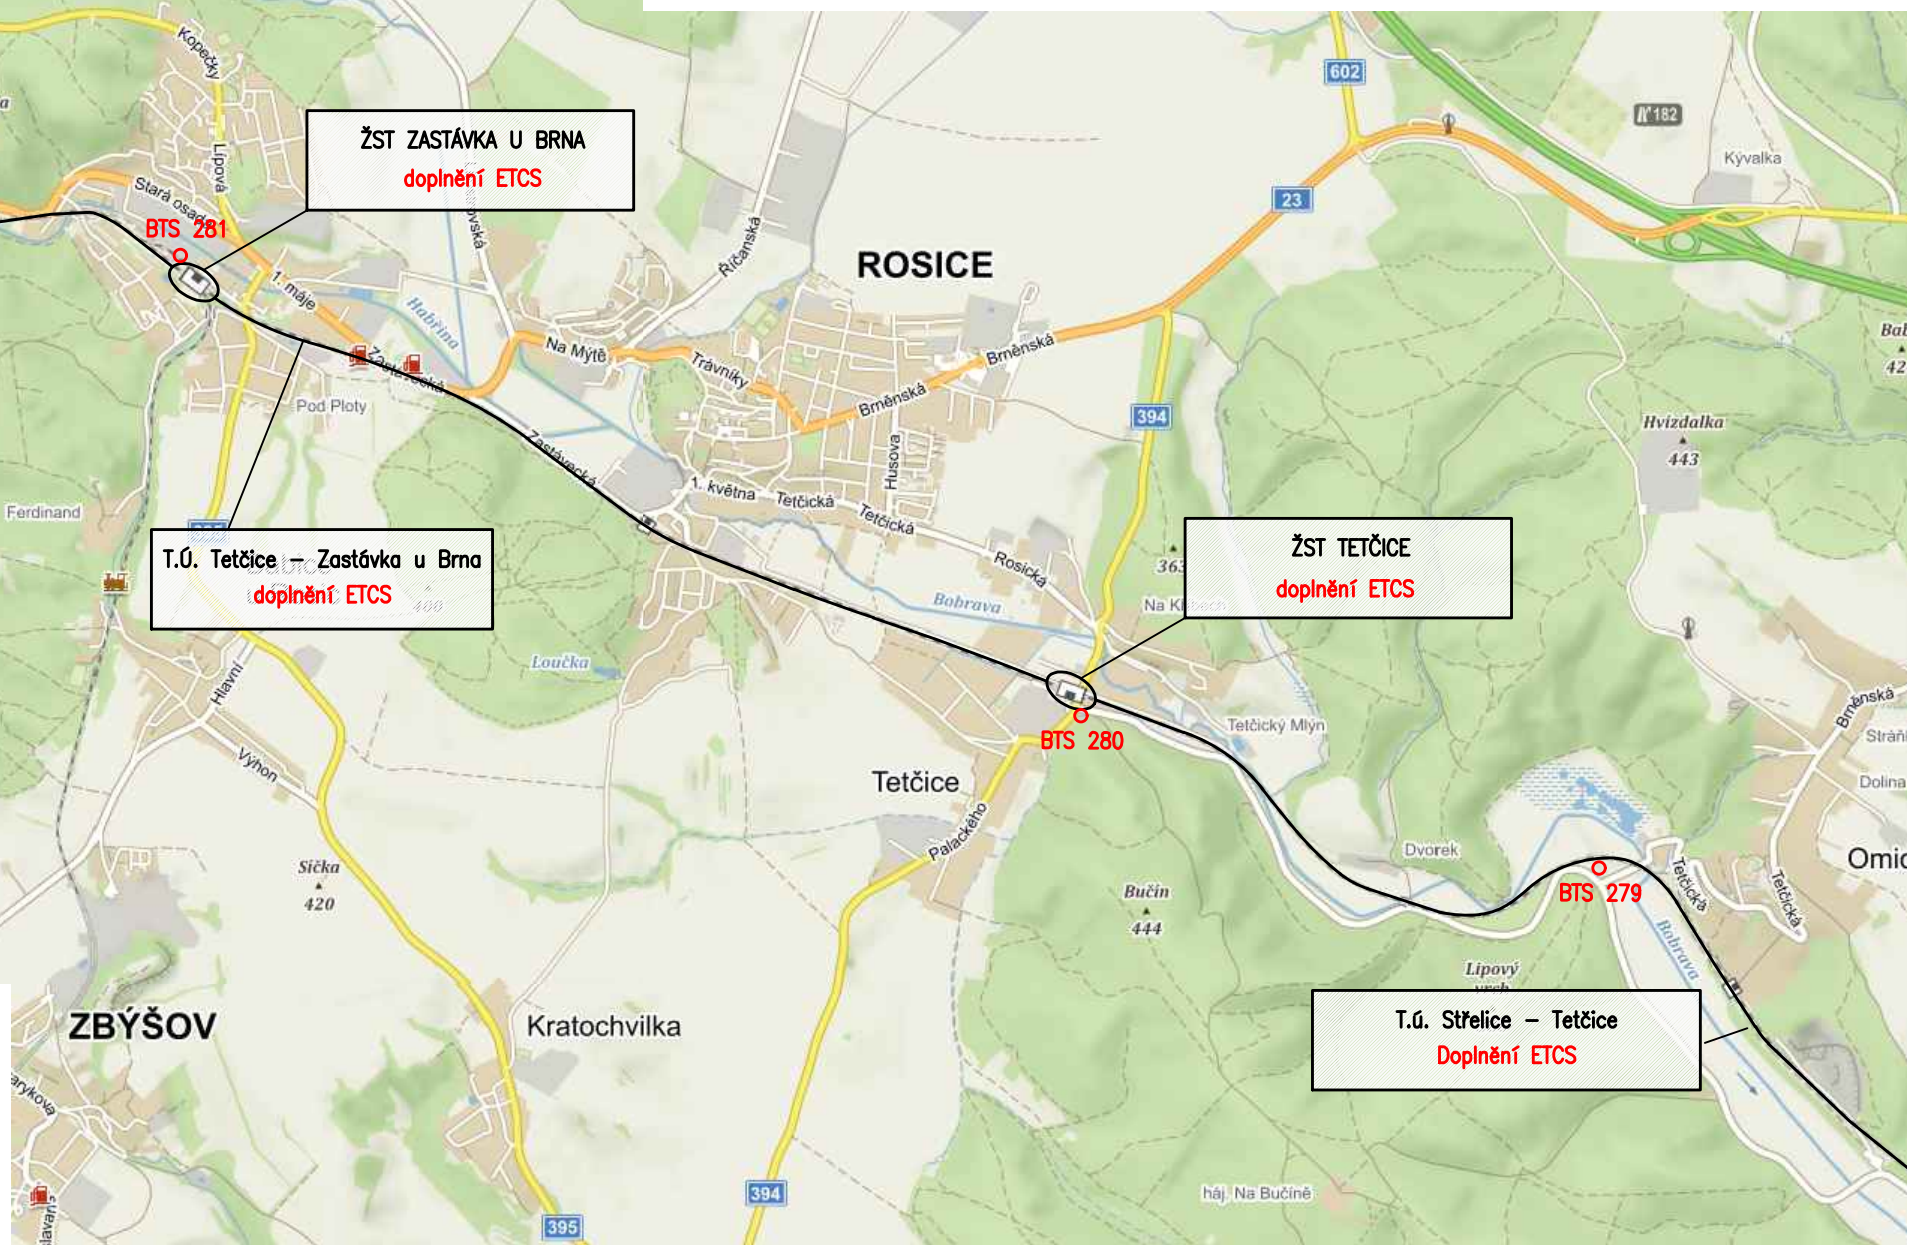 Kopečky
602
182
Kývalka
ŽST ZASTÁVKA U BRNA
doplnění ETCS
Lípová
Stará osada
BTS 281
23
Říčanská
ROSICE
1. máje
Habřina
Na Mýtě
Zastávecká
Trávníky
Brněnská
Brněnská
Pod Ploty
394
Hvizdalka
443
Husova
Zastávecká
1. května
Tetčická
Tetčická
Ferdinand
T.Ú. Tetčice – Zastávka u Brna
doplnění ETCS
ŽST TETČICE
doplnění ETCS
Rosická
363
Bobrava
Loučka
Hlavní
Brněnská
Tetčický Mlýn
BTS 280
Výhon
Tetčice
Palackého
Dvorek
Síčka
420
Bučín
444
BTS 279
Tetčická
Tetčická
Bobrava
Lipový
vrch
ZBÝŠOV
Kratochvilka
T.ú. Střelice – Tetčice
Doplnění ETCS
394
háj. Na Bučíně
395